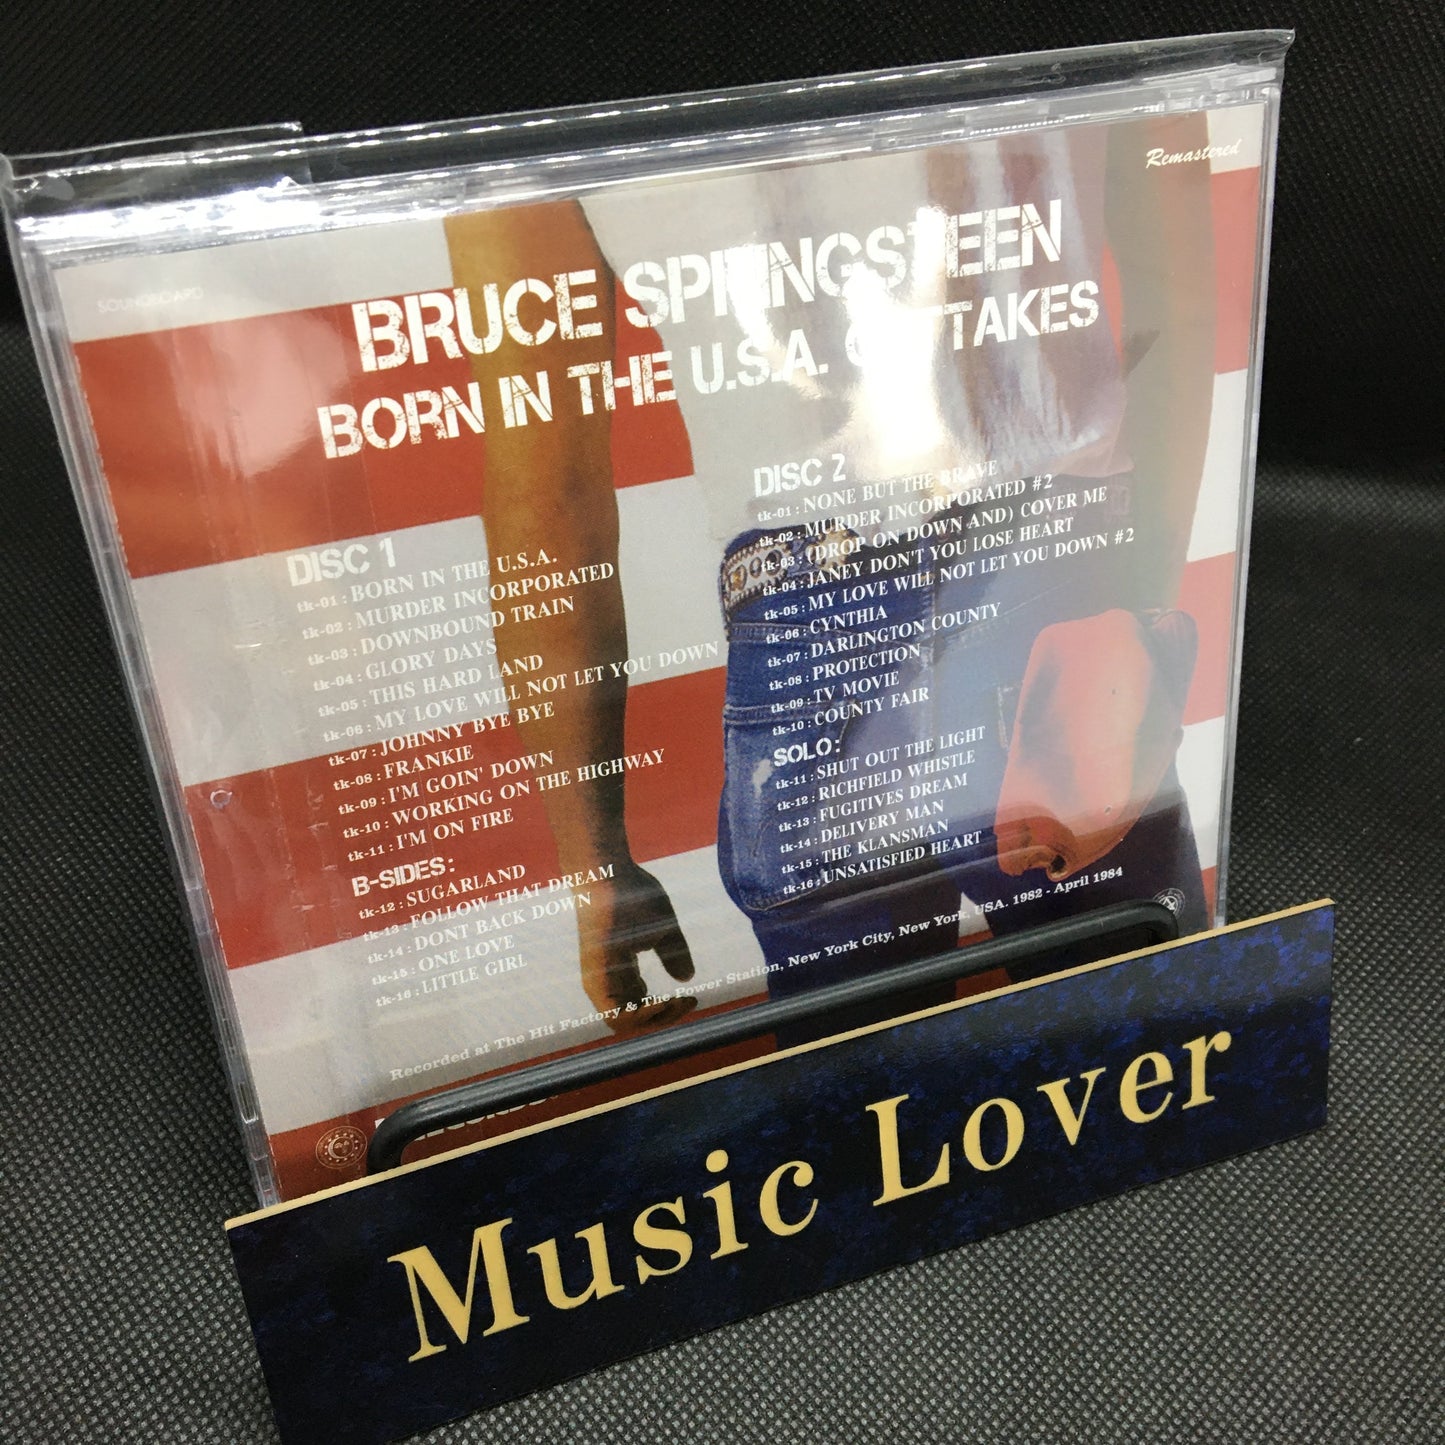 Remastered
SOUNDBOARD
BRUCE SPRINGSTEEN
BORN IN THE U.S.A. OUTTAKES
DISC 1
tk-01 : BORN IN THE U.S.A.
tk-02 : MURDER INCORPORATED
tk-03 : DOWNBOUND TRAIN
tk-04 : GLORY DAYS
tk-05 : THIS HARD LAND
tk-06 : MY LOVE WILL NOT LET YOU DOWN
tk-07 : JOHNNY BYE BYE
tk-08 : FRANKIE
tk-09 : I'M GOIN' DOWN
tk-10 : WORKING ON THE HIGHWAY
tk-11 : I'M ON FIRE
B-SIDES:
tk-12 : SUGARLAND
tk-13 : FOLLOW THAT DREAM
tk-14 : DONT BACK DOWN
tk-15 : ONE LOVE
tk-16 : LITTLE GIRL
DISC 2
tk-01 : NONE BUT THE BRAVE
tk-02 : MURDER INCORPORATED #2
tk-03 : (DROP ON DOWN AND) COVER ME
tk-04 : JANEY DON'T YOU LOSE HEART
tk-05 : MY LOVE WILL NOT LET YOU DOWN #2
tk-06 : CYNTHIA
tk-07 : DARLINGTON COUNTY
tk-08 : PROTECTION
tk-09 : TV MOVIE
tk-10 : COUNTY FAIR
SOLO:
tk-11 : SHUT OUT THE LIGHT
tk-12 : RICHFIELD WHISTLE
tk-13 : FUGITIVES DREAM
tk-14 : DELIVERY MAN
tk-15 : THE KLANSMAN
tk-16 : UNSATISFIED HEART
Recorded at The Hit Factory & The Power Station, New York City, New York, USA. 1982 - April 1984
Music Lover